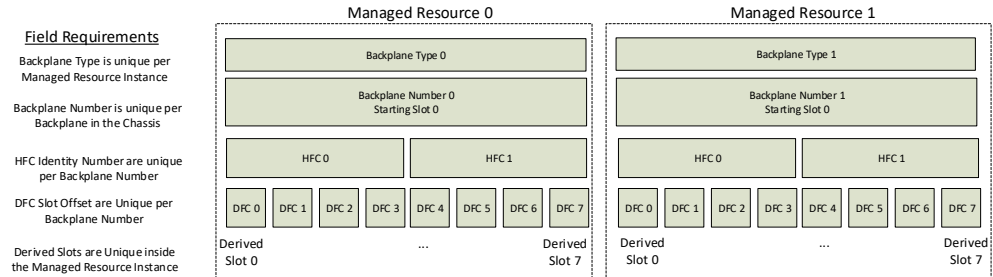 Managed Resource 0
Managed Resource 1
Field Requirements
Backplane Type is unique per
Managed Resource Instance
Backplane Type 0
Backplane Type 1
Backplane Number is unique per
Backplane in the Chassis
Backplane Number 0
Starting Slot 0
Backplane Number 1
Starting Slot 0
HFC Identity Number are unique
per Backplane Number
HFC 0
HFC 1
HFC 0
HFC 1
DFC Slot Offset are Unique per
Backplane Number
DFC 0
DFC 1
DFC 2
DFC 3
DFC 4
DFC 5
DFC 6
DFC 7
DFC 0
DFC 1
DFC 2
DFC 3
DFC 4
DFC 5
DFC 6
DFC 7
Derived Slots are Unique inside
the Managed Resource Instance
Derived
Slot 0
...
Derived
Slot 7
Derived
Slot 0
...
Derived
Slot 7